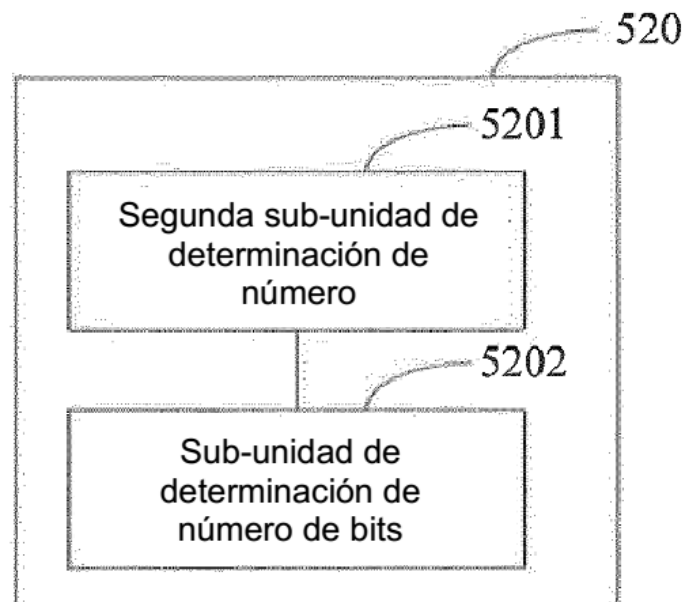 520
5201
Segunda sub-unidad de
determinación de
número
5202
Sub-unidad de
determinación de
número de bits